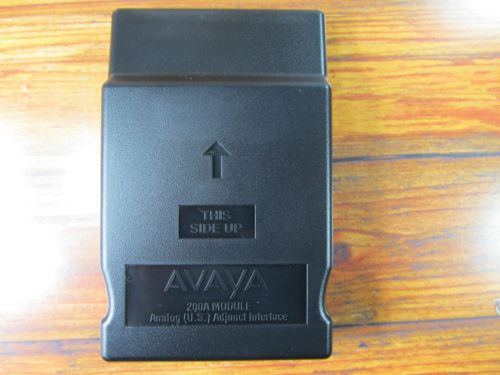 THIS
SIDE UP
AVAYA
200A MODULE
Analog (U.S.) Adjunct Interface